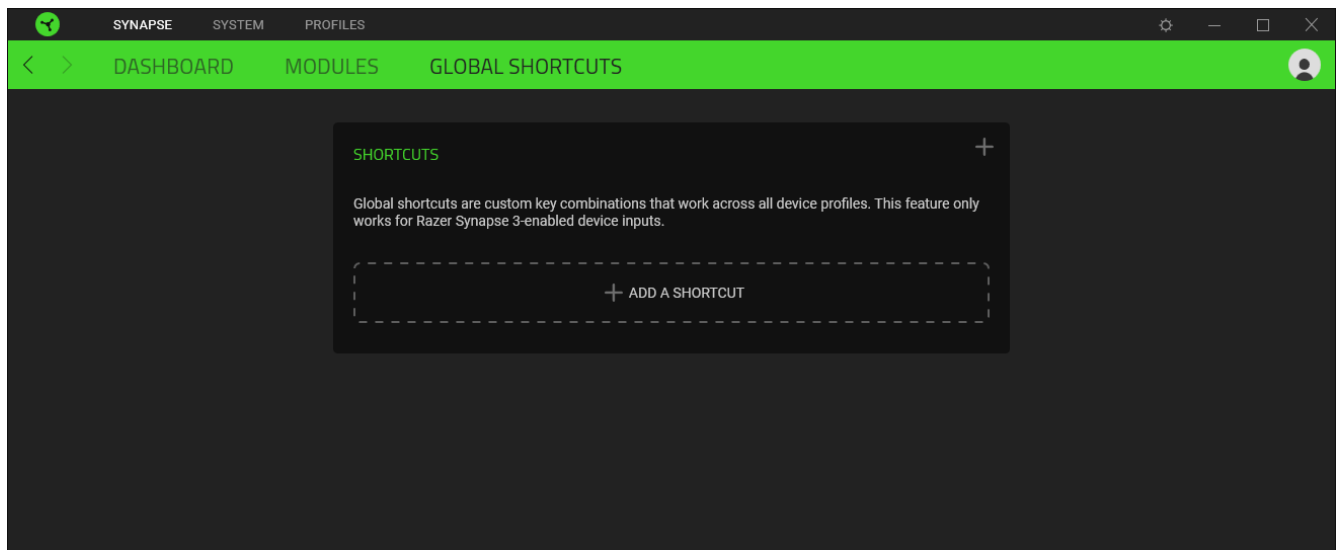 SYNAPSE SYSTEM PROFILES
DASHBOARD MODULES GLOBAL SHORTCUTS
SHORTCUTS
Global shortcuts are custom key combinations that work across all device profiles. This feature only
works for Razer Synapse 3-enabled device inputs.
ADD A SHORTCUT